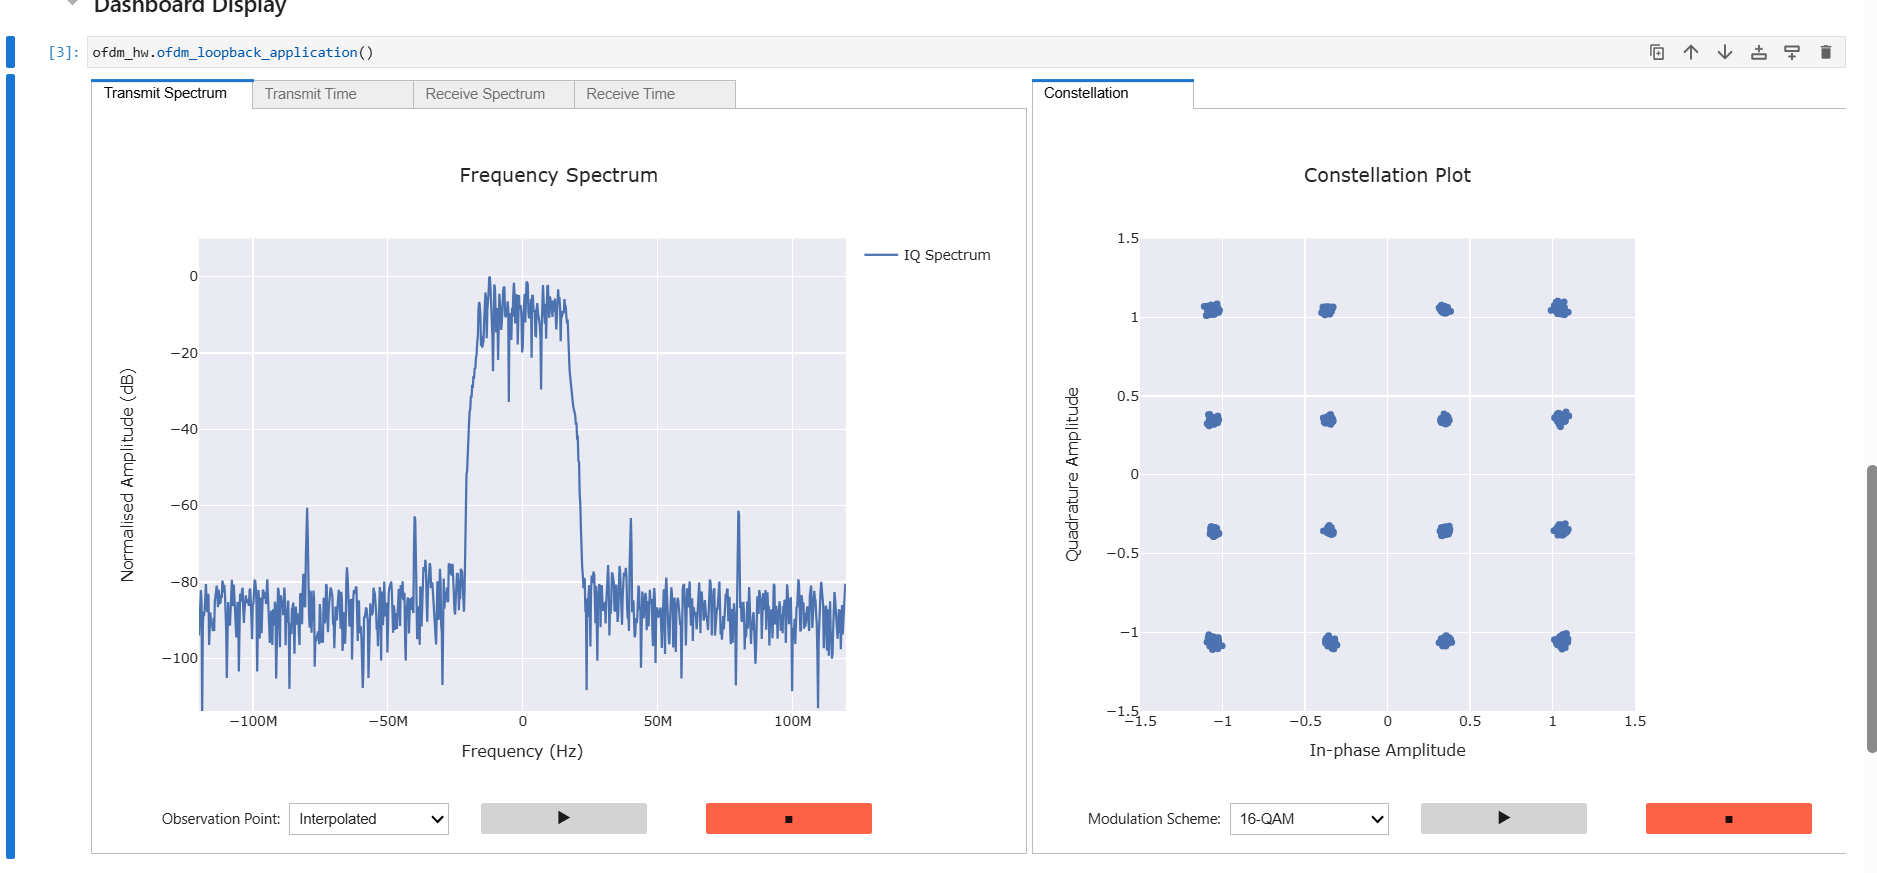 Dashboard Display
[3]: ofdm_hw.ofdm_loopback_application()
Transmit Spectrum
Transmit Time
Receive Spectrum
Receive Time
Frequency Spectrum
IQ Spectrum
0
−20
−40
−60
−80
−100
Normalised Amplitude (dB)
−100M
−50M
0
50M
100M
Frequency (Hz)
Observation Point:
Interpolated
Constellation
Constellation Plot
1.5
1
0.5
0
−0.5
−1
−1.5
Quadrature Amplitude
−1.5
−1
−0.5
0
0.5
1
1.5
In-phase Amplitude
Modulation Scheme:
16-QAM